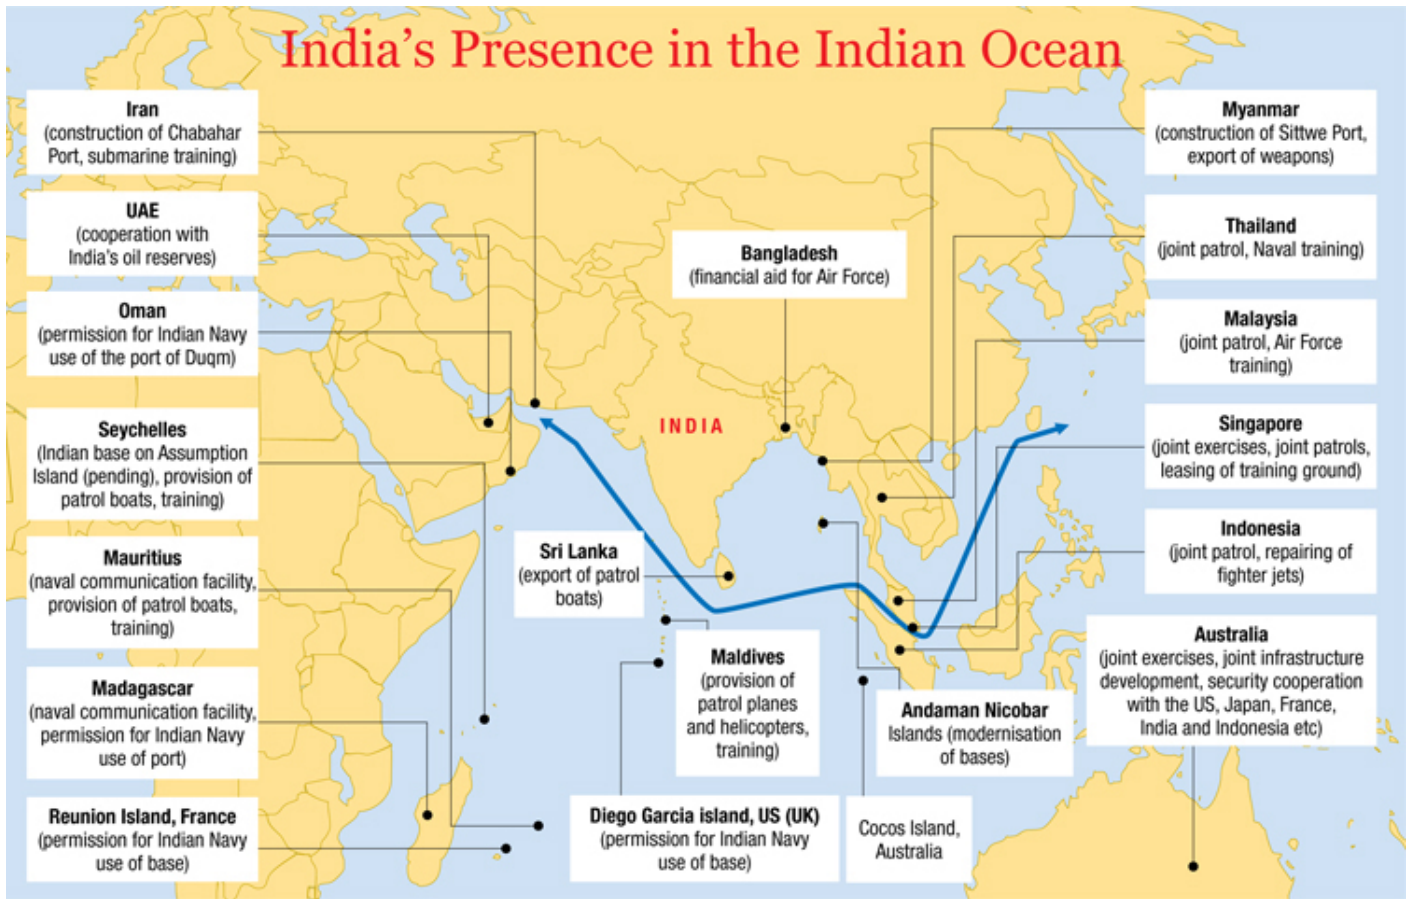 India's Presence in the Indian Ocean
Iran
(construction of Chabahar
Port, submarine training)
UAE
(cooperation with
India's oil reserves)
Oman
(permission for Indian Navy
use of the port of Duqm)
Seychelles
(Indian base on Assumption
Island (pending), provision of
patrol boats, training)
Mauritius
(naval communication facility,
provision of patrol boats,
training)
Madagascar
(naval communication facility,
permission for Indian Navy
use of port)
Reunion Island, France
(permission for Indian Navy
use of base)
Bangladesh
(financial aid for Air Force)
INDIA
Sri Lanka
(export of patrol
boats)
Maldives
(provision of
patrol planes
and helicopters,
training)
Diego Garcia island, US (UK)
(permission for Indian Navy
use of base)
Cocos Island,
Australia
Andaman Nicobar
Islands (modernisation
of bases)
Myanmar
(construction of Sittwe Port,
export of weapons)
Thailand
(joint patrol, Naval training)
Malaysia
(joint patrol, Air Force
training)
Singapore
(joint exercises, joint patrols,
leasing of training ground)
Indonesia
(joint patrol, repairing of
fighter jets)
Australia
(joint exercises, joint infrastructure
development, security cooperation
with the US, Japan, France,
India and Indonesia etc)